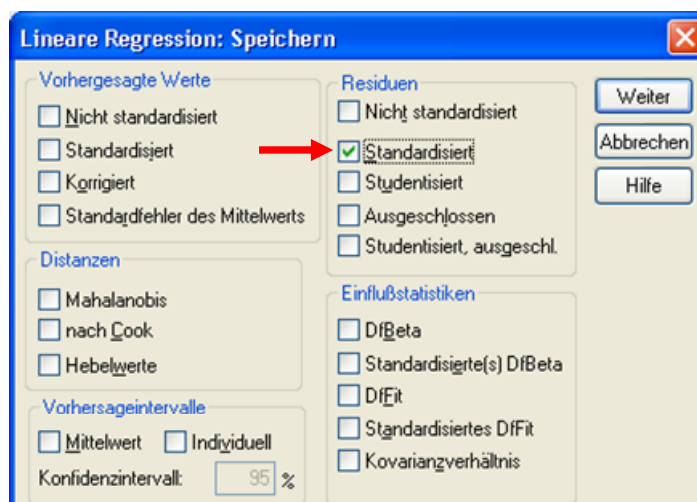 Lineare Regression: Speichern
Vorhergesagte Werte
Nicht standardisiert
Standardisiert
Korrigiert
Standardfehler des Mittelwerts
Distanzen
Mahalanobis
nach Cook
Hebelwerte
Vorhersageintervalle
Mittelwert Individuell
Konfidenzintervall: 95 %
Residuen
Nicht standardisiert
Standardisiert
Studentisiert
Ausgeschlossen
Studentisiert, ausgeschl.
Einflußstatistiken
DfBeta
Standardisierte(s) DfBeta
DfFit
Standardisiertes DfFit
Kovarianzverhältnis
Weiter
Abbrechen
Hilfe